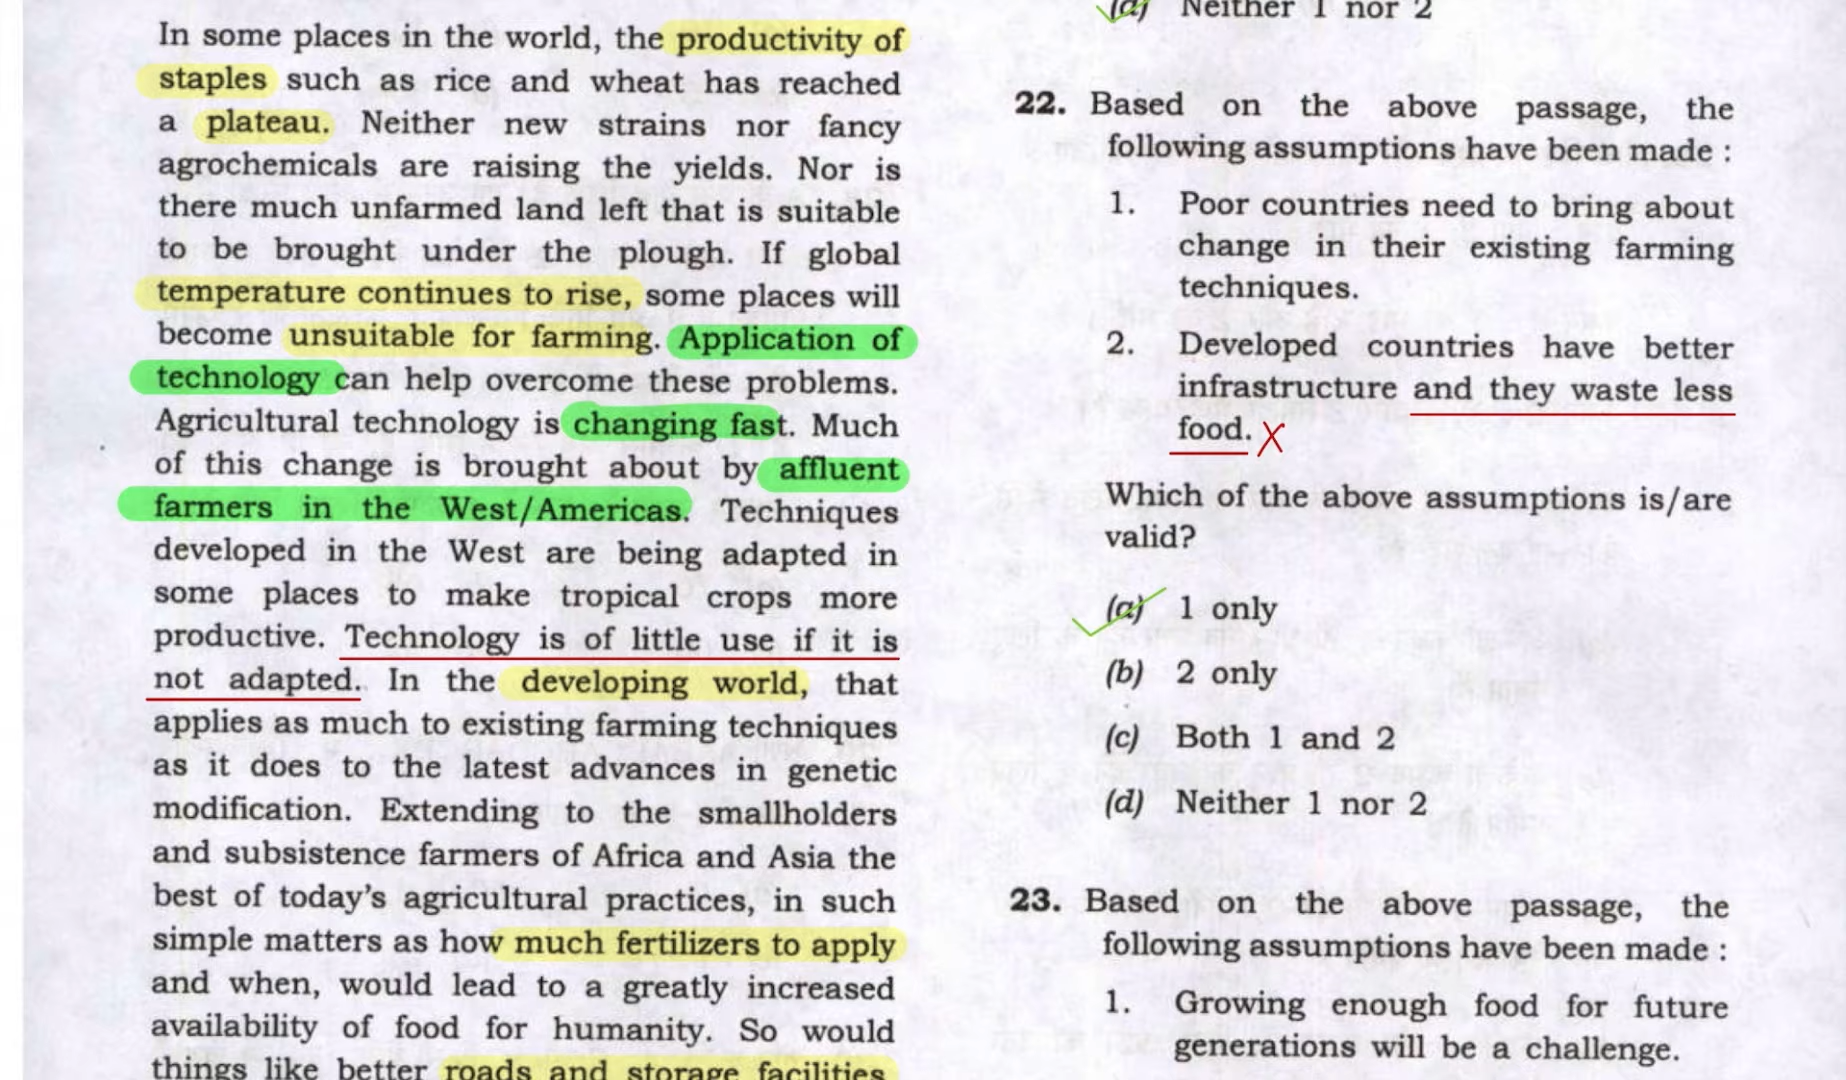 In some places in the world, the productivity of
staples such as rice and wheat has reached
a plateau. Neither new strains nor fancy
agrochemicals are raising the yields. Nor is
there much unfarmed land left that is suitable
to be brought under the plough. If global
temperature continues to rise, some places will
become unsuitable for farming. Application of
technology can help overcome these problems.
Agricultural technology is changing fast. Much
of this change is brought about by affluent
farmers in the West/Americas. Techniques
developed in the West are being adapted in
some places to make tropical crops more
productive. Technology is of little use if it is
not adapted. In the developing world, that
applies as much to existing farming techniques
as it does to the latest advances in genetic
modification. Extending to the smallholders
and subsistence farmers of Africa and Asia the
best of today's agricultural practices, in such
simple matters as how much fertilizers to apply
and when, would lead to a greatly increased
availability of food for humanity. So would
things like better roads and storage facilities,
(d) Neither 1 nor 2
22. Based on the above passage, the
following assumptions have been made :
1. Poor countries need to bring about
change in their existing farming
techniques.
2. Developed countries have better
infrastructure and they waste less
food. X
Which of the above assumptions is/are
valid?
(a) 1 only
(b) 2 only
(c) Both 1 and 2
(d) Neither 1 nor 2
23. Based on the above passage, the
following assumptions have been made :
1. Growing enough food for future
generations will be a challenge.